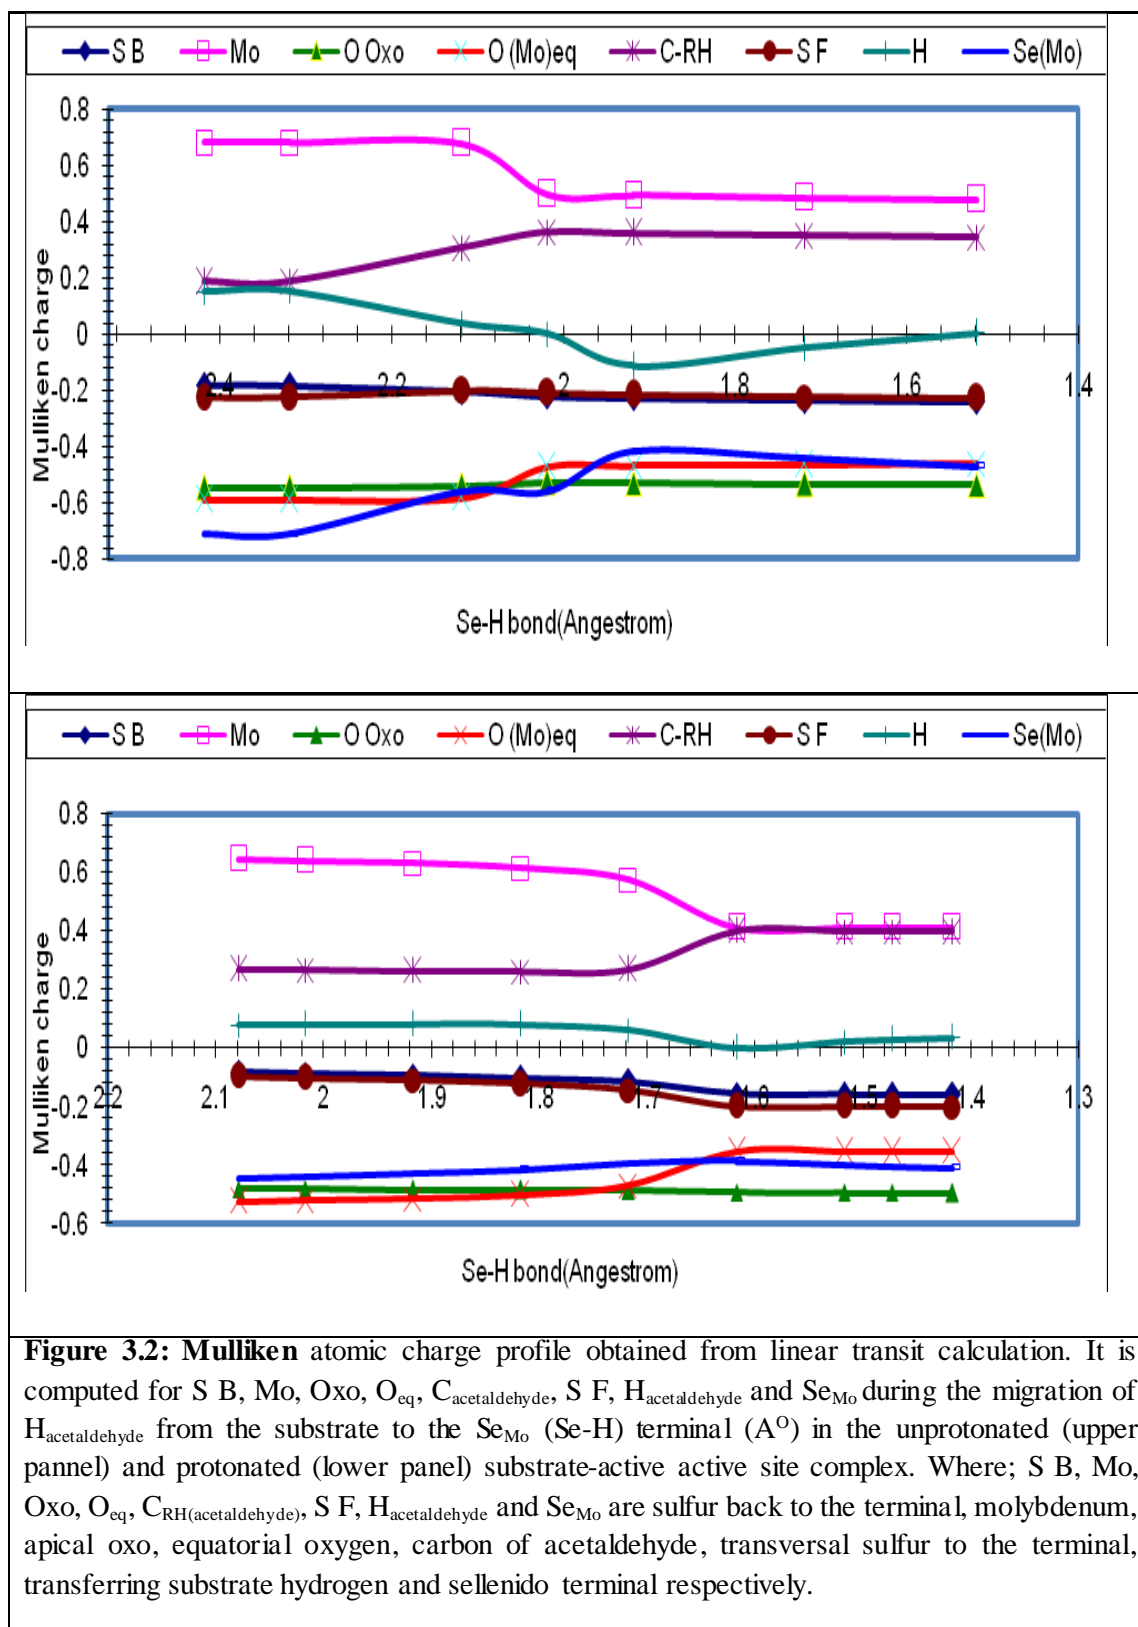 S B Mo O Oxo O (Mo)eq C-RH S F H Se(Mo)
0.8
0.6
0.4
0.2
0
-0.2
-0.4
-0.6
-0.8
Mulliken charge
2.4 2.2 2 1.8 1.6 1.4
Se-H bond(Angestrom)
S B Mo O Oxo O (Mo)eq C-RH S F H Se(Mo)
0.8
0.6
0.4
0.2
0
-0.2
-0.4
-0.6
Mulliken charge
2.2 2.1 2 1.9 1.8 1.7 1.6 1.5 1.4 1.3
Se-H bond(Angestrom)
Figure 3.2: Mulliken atomic charge profile obtained from linear transit calculation. It is
computed for S B, Mo, Oxo, Oeq, Cacetaldehyde, S F, Hacetaldehyde and SeMo during the migration of
Hacetaldehyde from the substrate to the SeMo (Se-H) terminal (A^O) in the unprotonated (upper
pannel) and protonated (lower panel) substrate-active active site complex. Where; S B, Mo,
Oxo, Oeq, CRH(acetaldehyde), S F, Hacetaldehyde and SeMo are sulfur back to the terminal, molybdenum,
apical oxo, equatorial oxygen, carbon of acetaldehyde, transversal sulfur to the terminal,
transferring substrate hydrogen and sellenido terminal respectively.